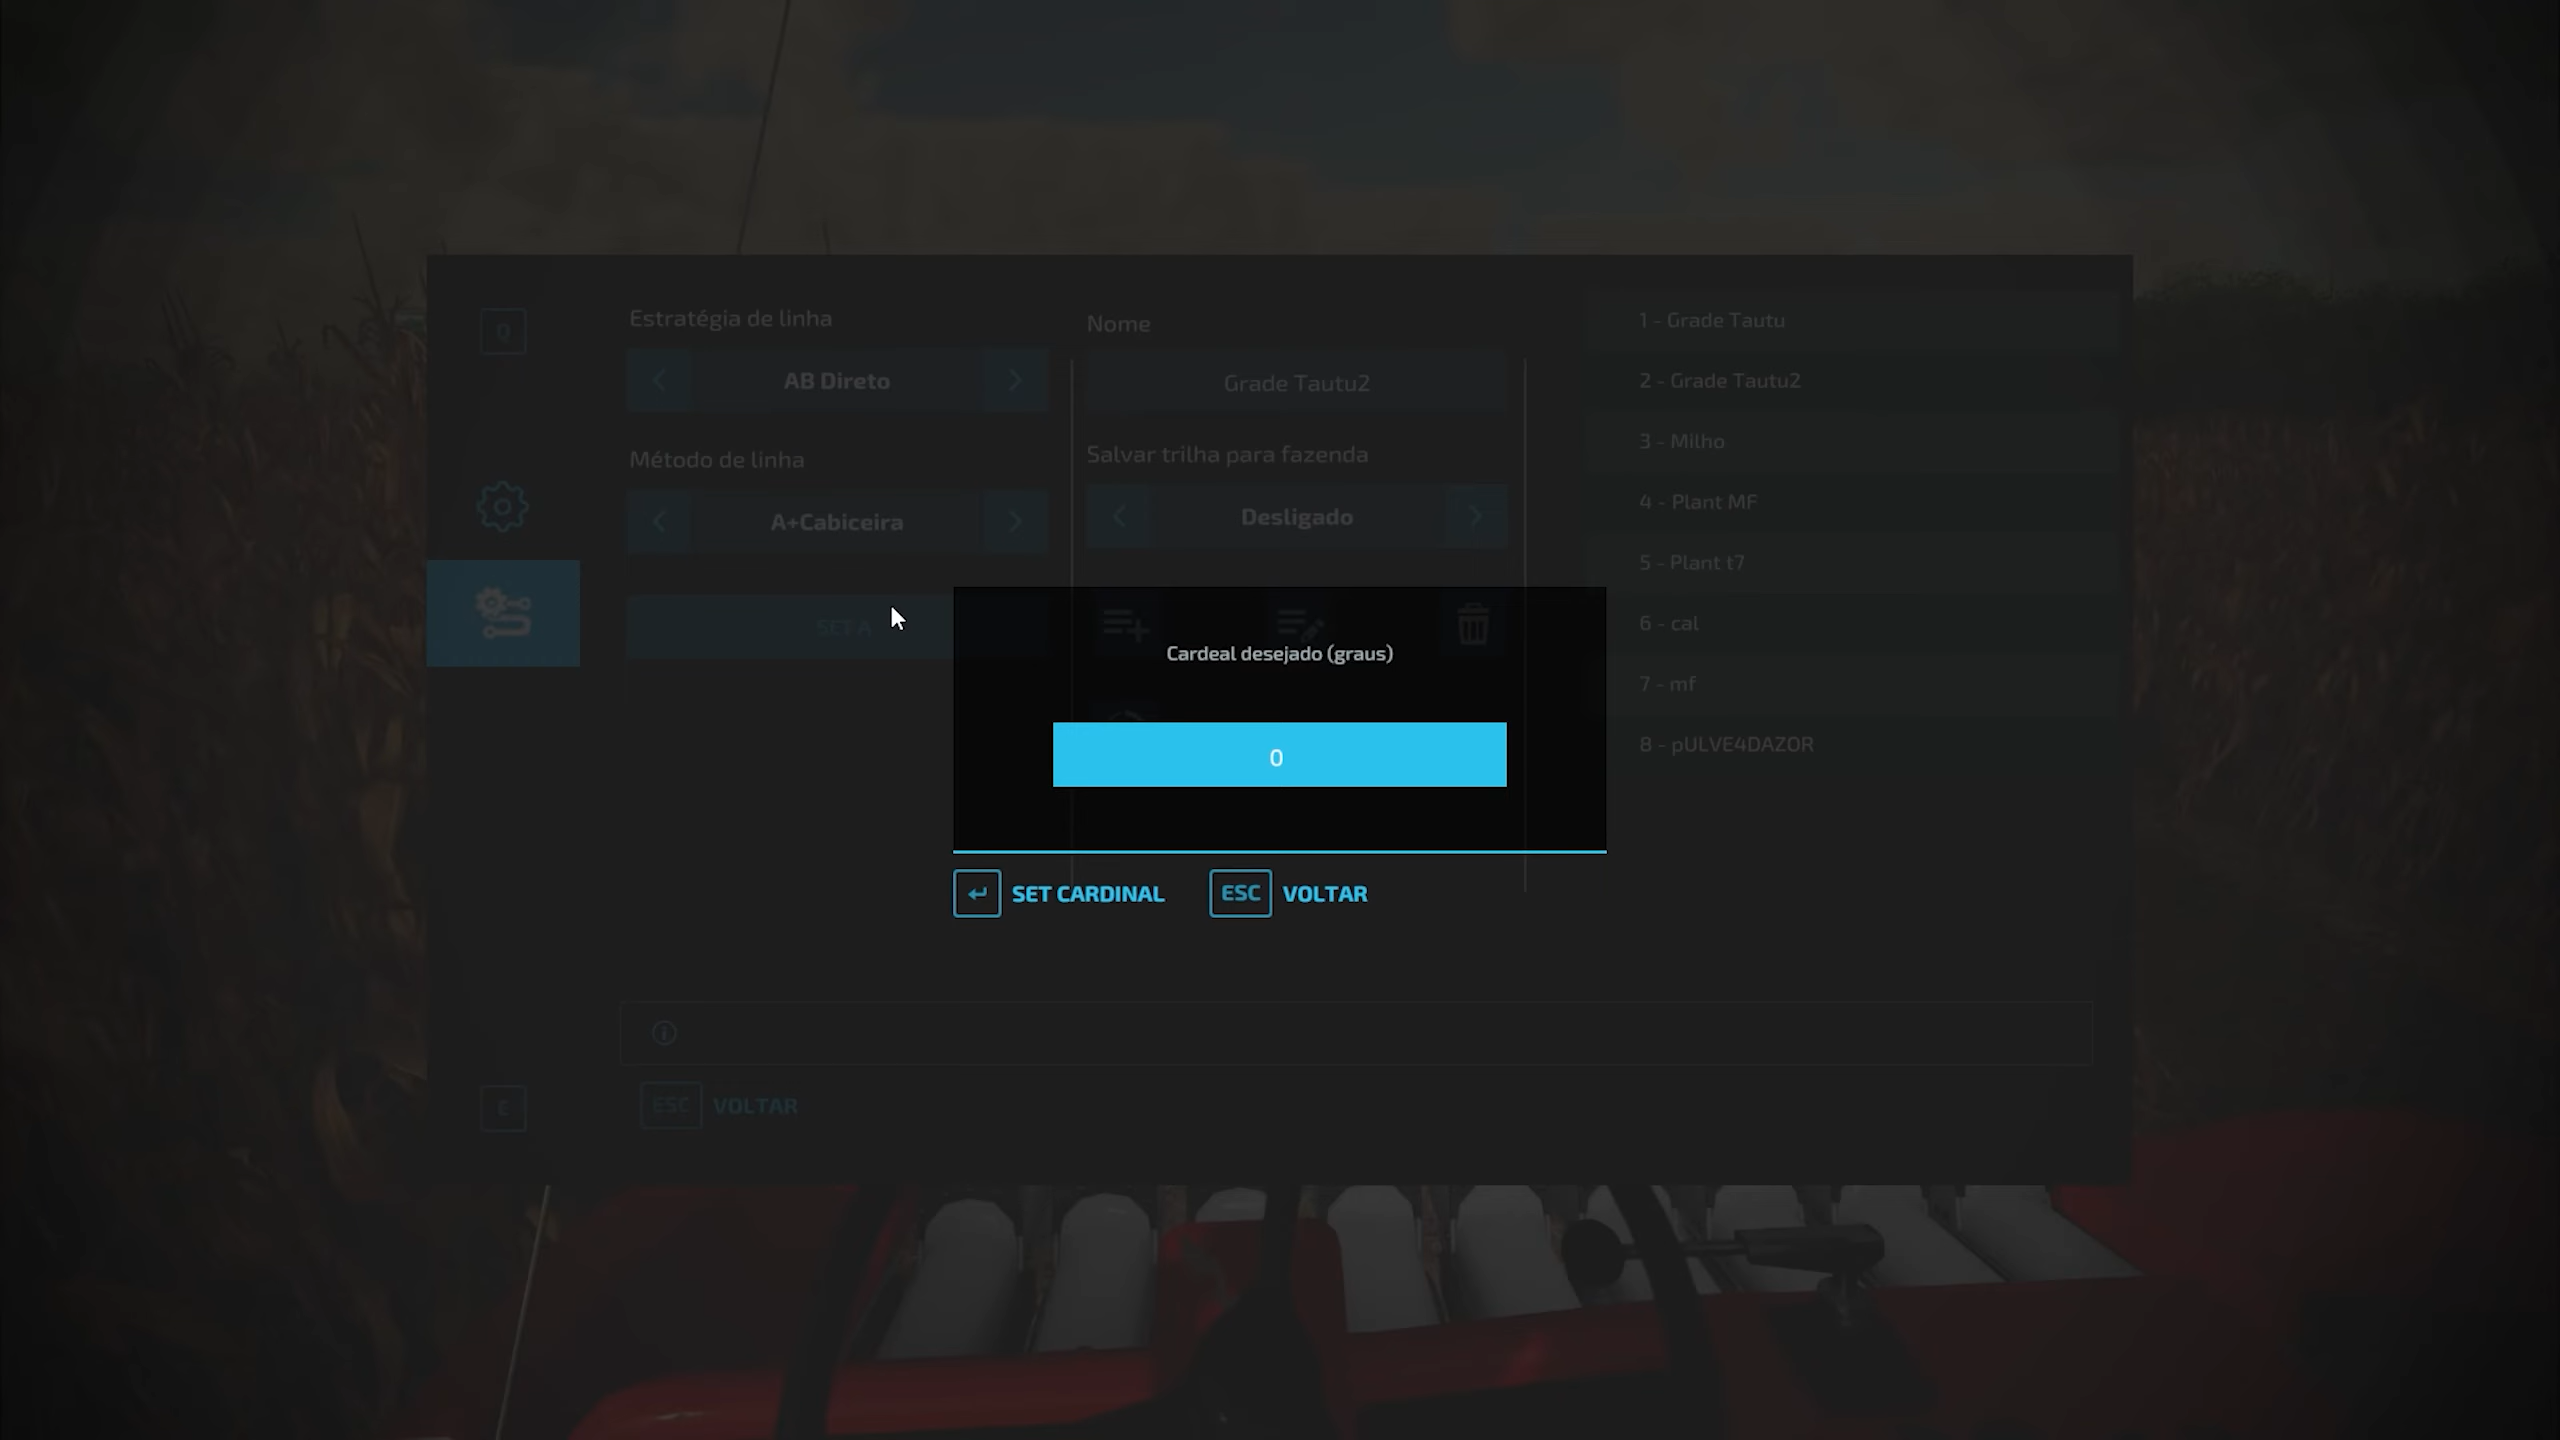 Q
Estratégia de linha
AB Direto
Método de linha
A+Cabiceira
SET A
Nome
Grade Tautu2
Salvar trilha para fazenda
Desligado
1 - Grade Tautu
2 - Grade Tautu2
3 - Milho
4 - Plant MF
5 - Plant t7
6 - cal
7 - mf
8 - pULVE4DAZOR
Cardeal desejado (graus)
0
SET CARDINAL
ESC VOLTAR
E
ESC VOLTAR